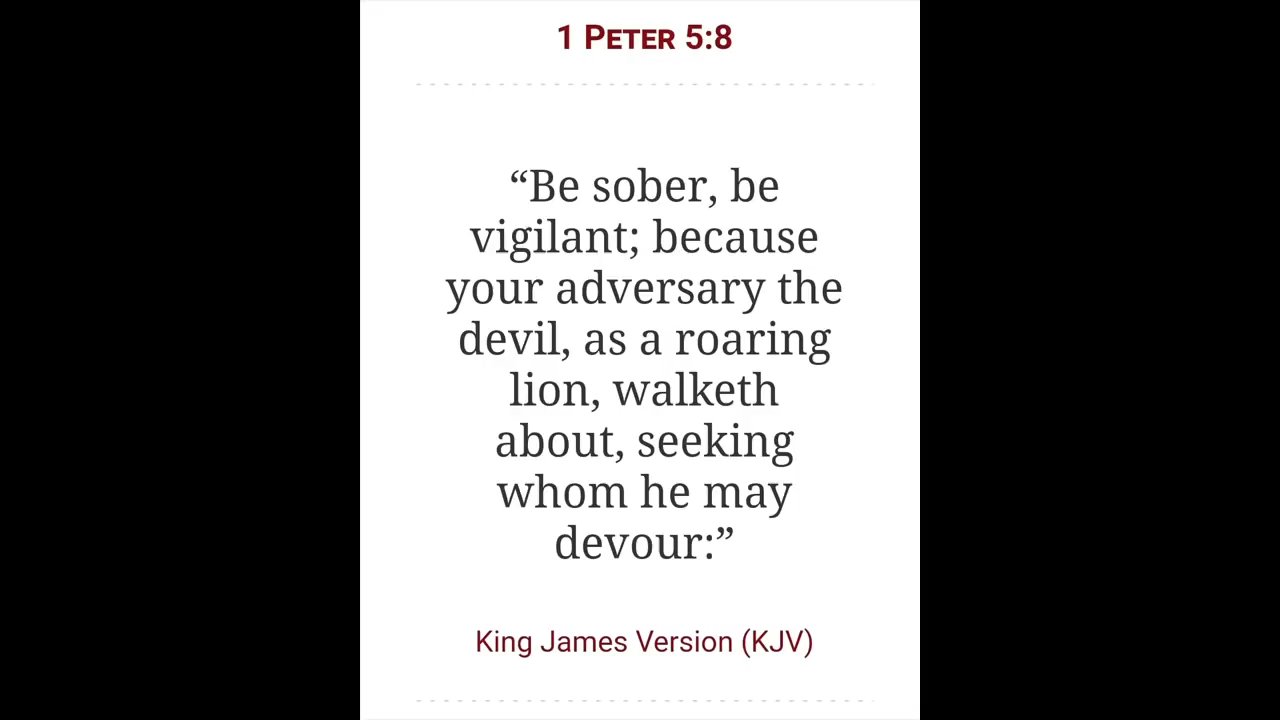 1 Peter 5:8
“Be sober, be
vigilant; because
your adversary the
devil, as a roaring
lion, walketh
about, seeking
whom he may
devour:”
King James Version (KJV)